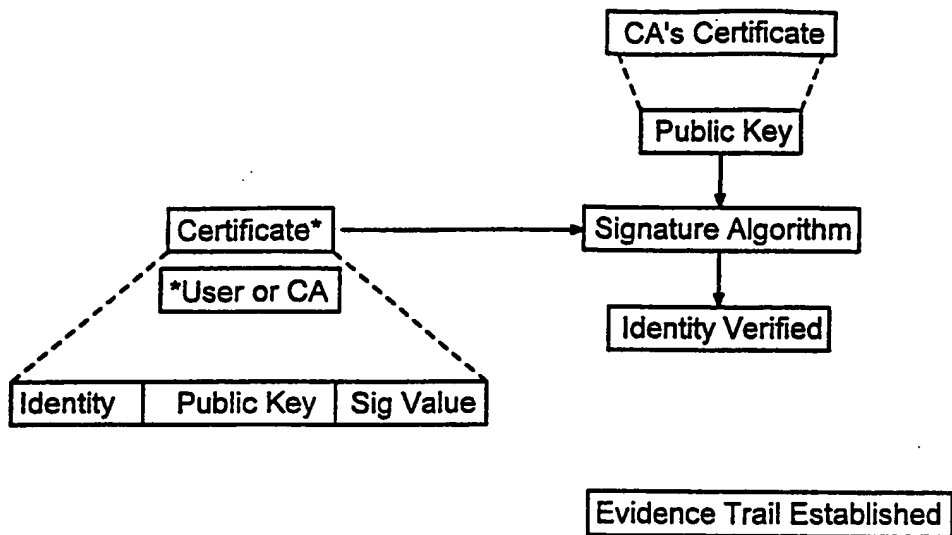 CA's Certificate
Public Key
Certificate*
Signature Algorithm
*User or CA
Identity Verified
Identity Public Key Sig Value
Evidence Trail Established